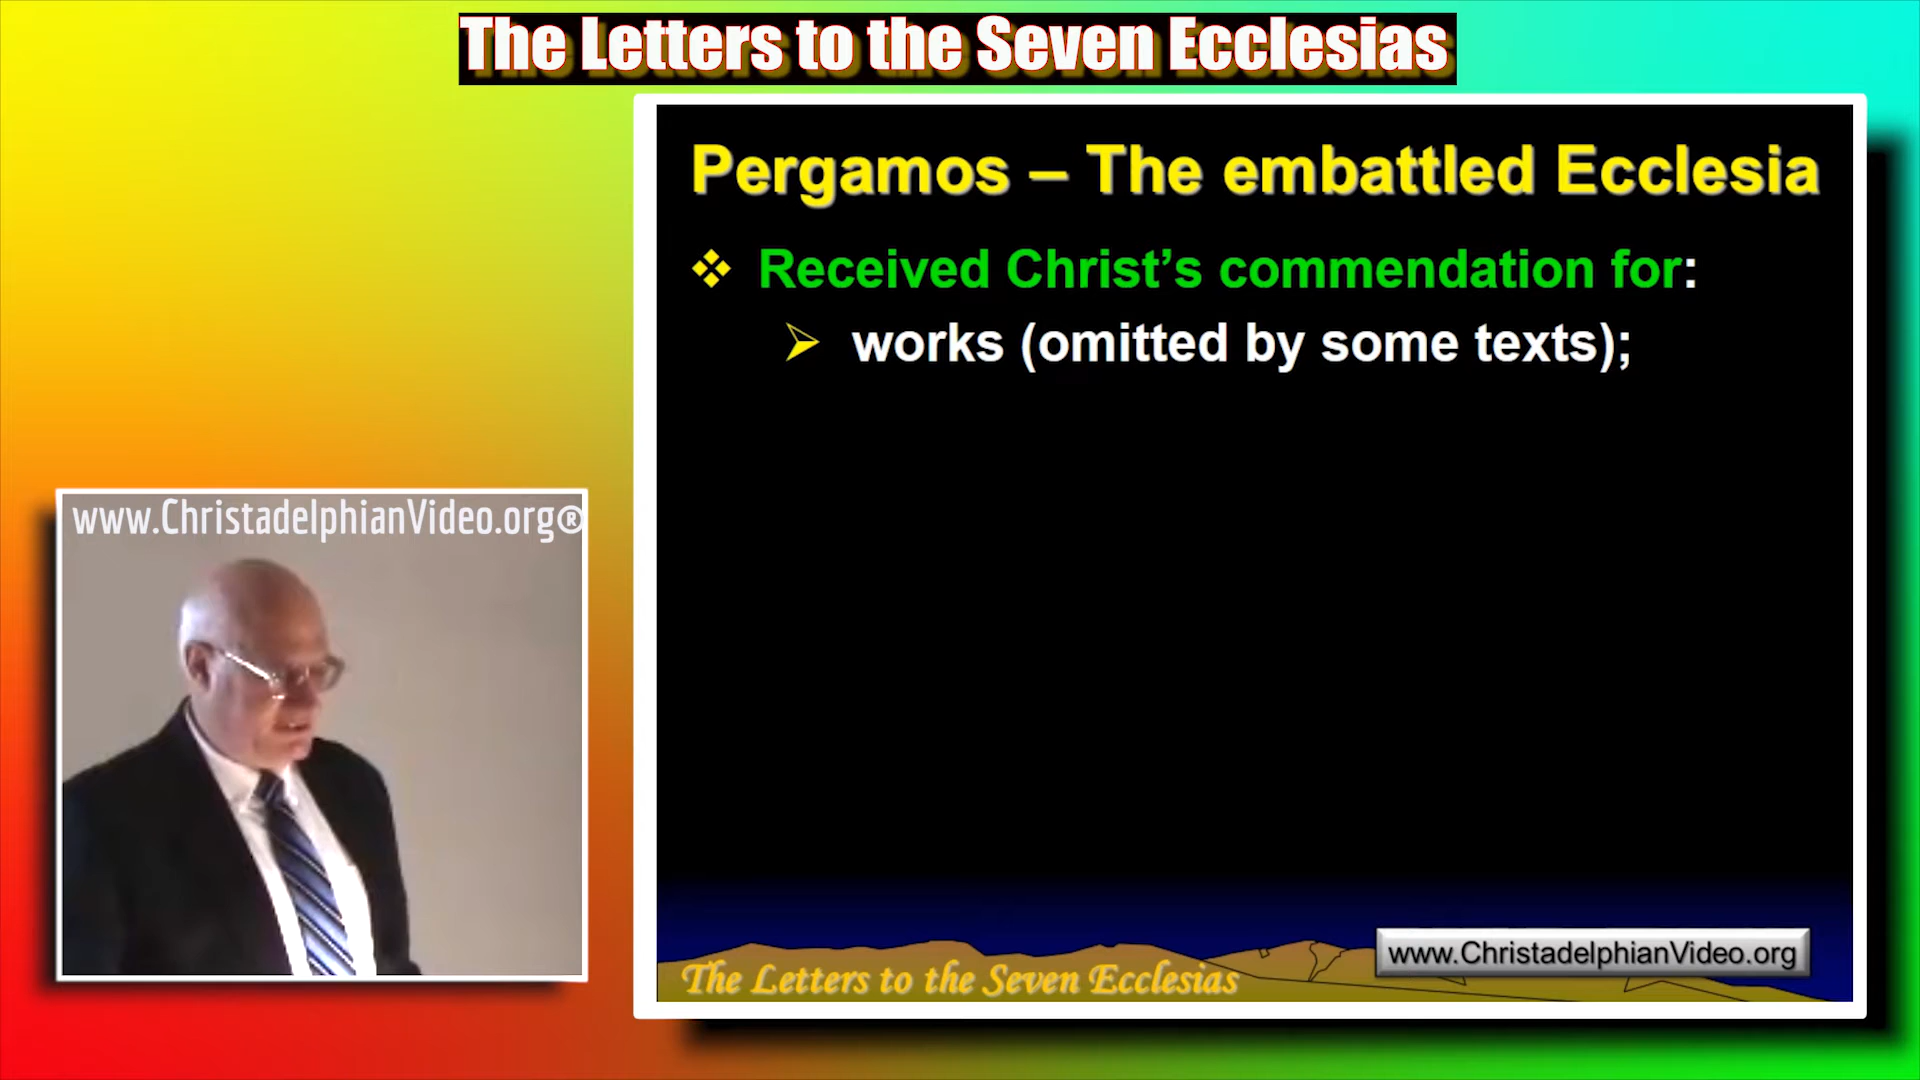 The Letters to the Seven Ecclesias
Pergamos – The embattled Ecclesia
Received Christ’s commendation for:
works (omitted by some texts);
www.ChristadelphianVideo.org®
www.ChristadelphianVideo.org
The Letters to the Seven Ecclesias